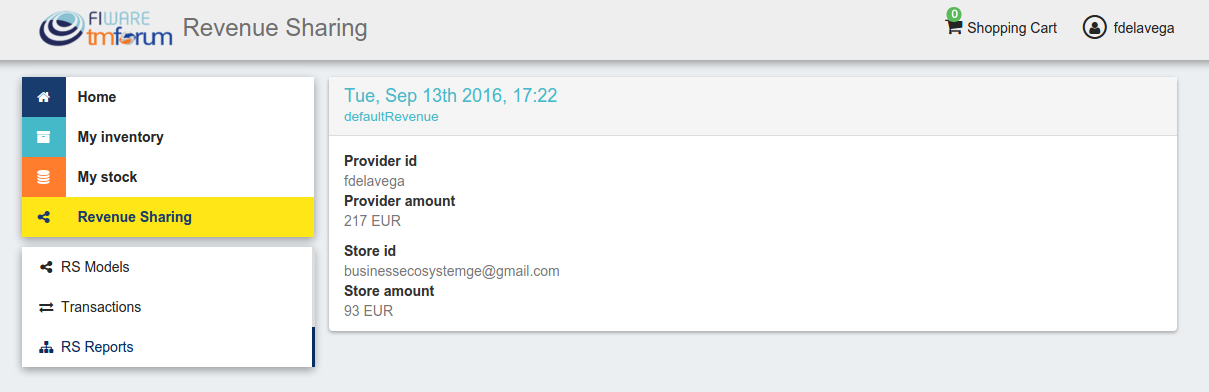 FIWARE
tmforum
Revenue Sharing
0
Shopping Cart
fdelavega
Home
My inventory
My stock
Revenue Sharing
RS Models
Transactions
RS Reports
Tue, Sep 13th 2016, 17:22
defaultRevenue
Provider id
fdelavega
Provider amount
217 EUR
Store id
businessecosystemge@gmail.com
Store amount
93 EUR